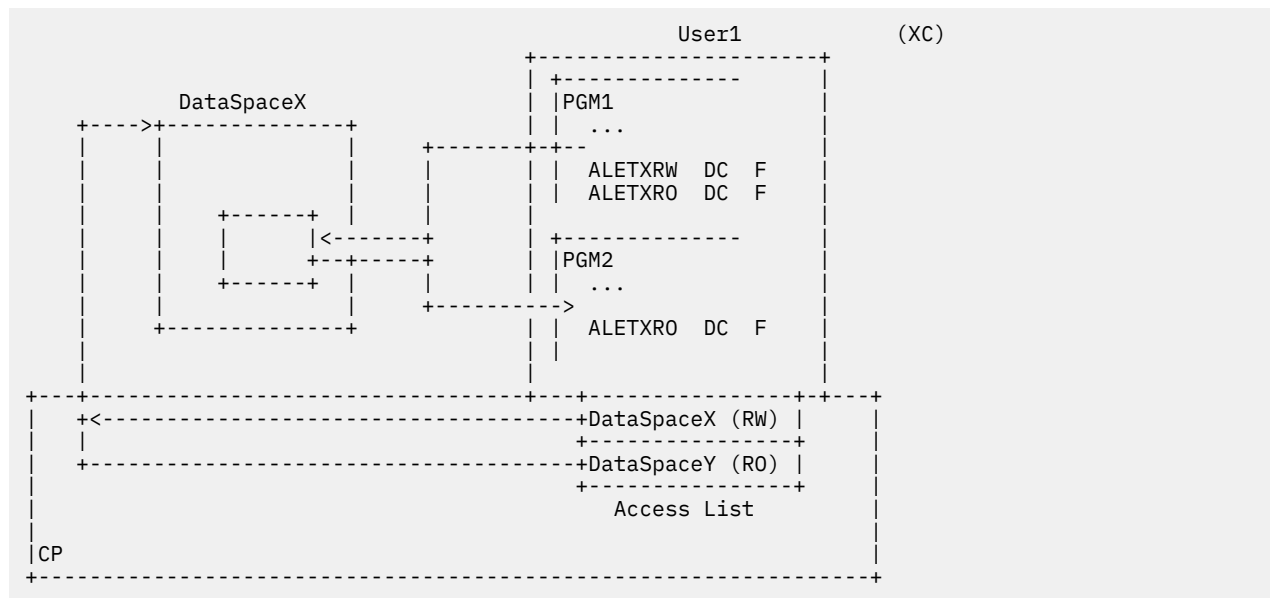 User1 (XC)
DataSpaceX
PGM1
...
ALETXRW DC F
ALETXRO DC F
PGM2
...
ALETXRO DC F
DataSpaceX (RW)
DataSpaceY (RO)
Access List
CP